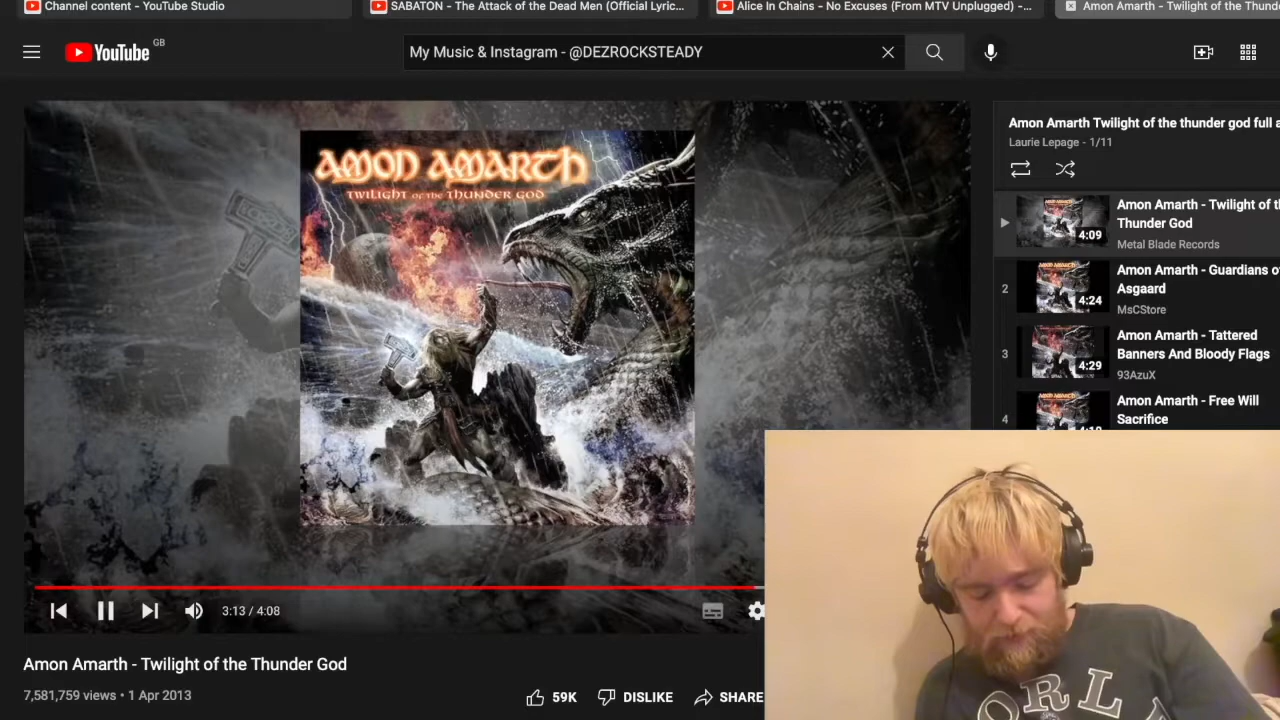 Channel content - YouTube Studio
SABATON - The Attack of the Dead Men (Official Lyric...
Alice In Chains - No Excuses (From MTV Unplugged) -...
Amon Amarth - Twilight of the Thunde
YouTube GB
My Music & Instagram - @DEZROCKSTEADY
AMON AMARTH
TWILIGHT OF THE THUNDER GOD
Amon Amarth Twilight of the thunder god full a
Laurie Lepage - 1/11
Amon Amarth - Twilight of th
Thunder God
4:09
Metal Blade Records
2
Amon Amarth - Guardians o
Asgaard
4:24
MsCStore
3
Amon Amarth - Tattered
Banners And Bloody Flags
4:29
93AzuX
4
Amon Amarth - Free Will
Sacrifice
3:13 / 4:08
Amon Amarth - Twilight of the Thunder God
7,581,759 views • 1 Apr 2013
59K
DISLIKE
SHARE
ORL